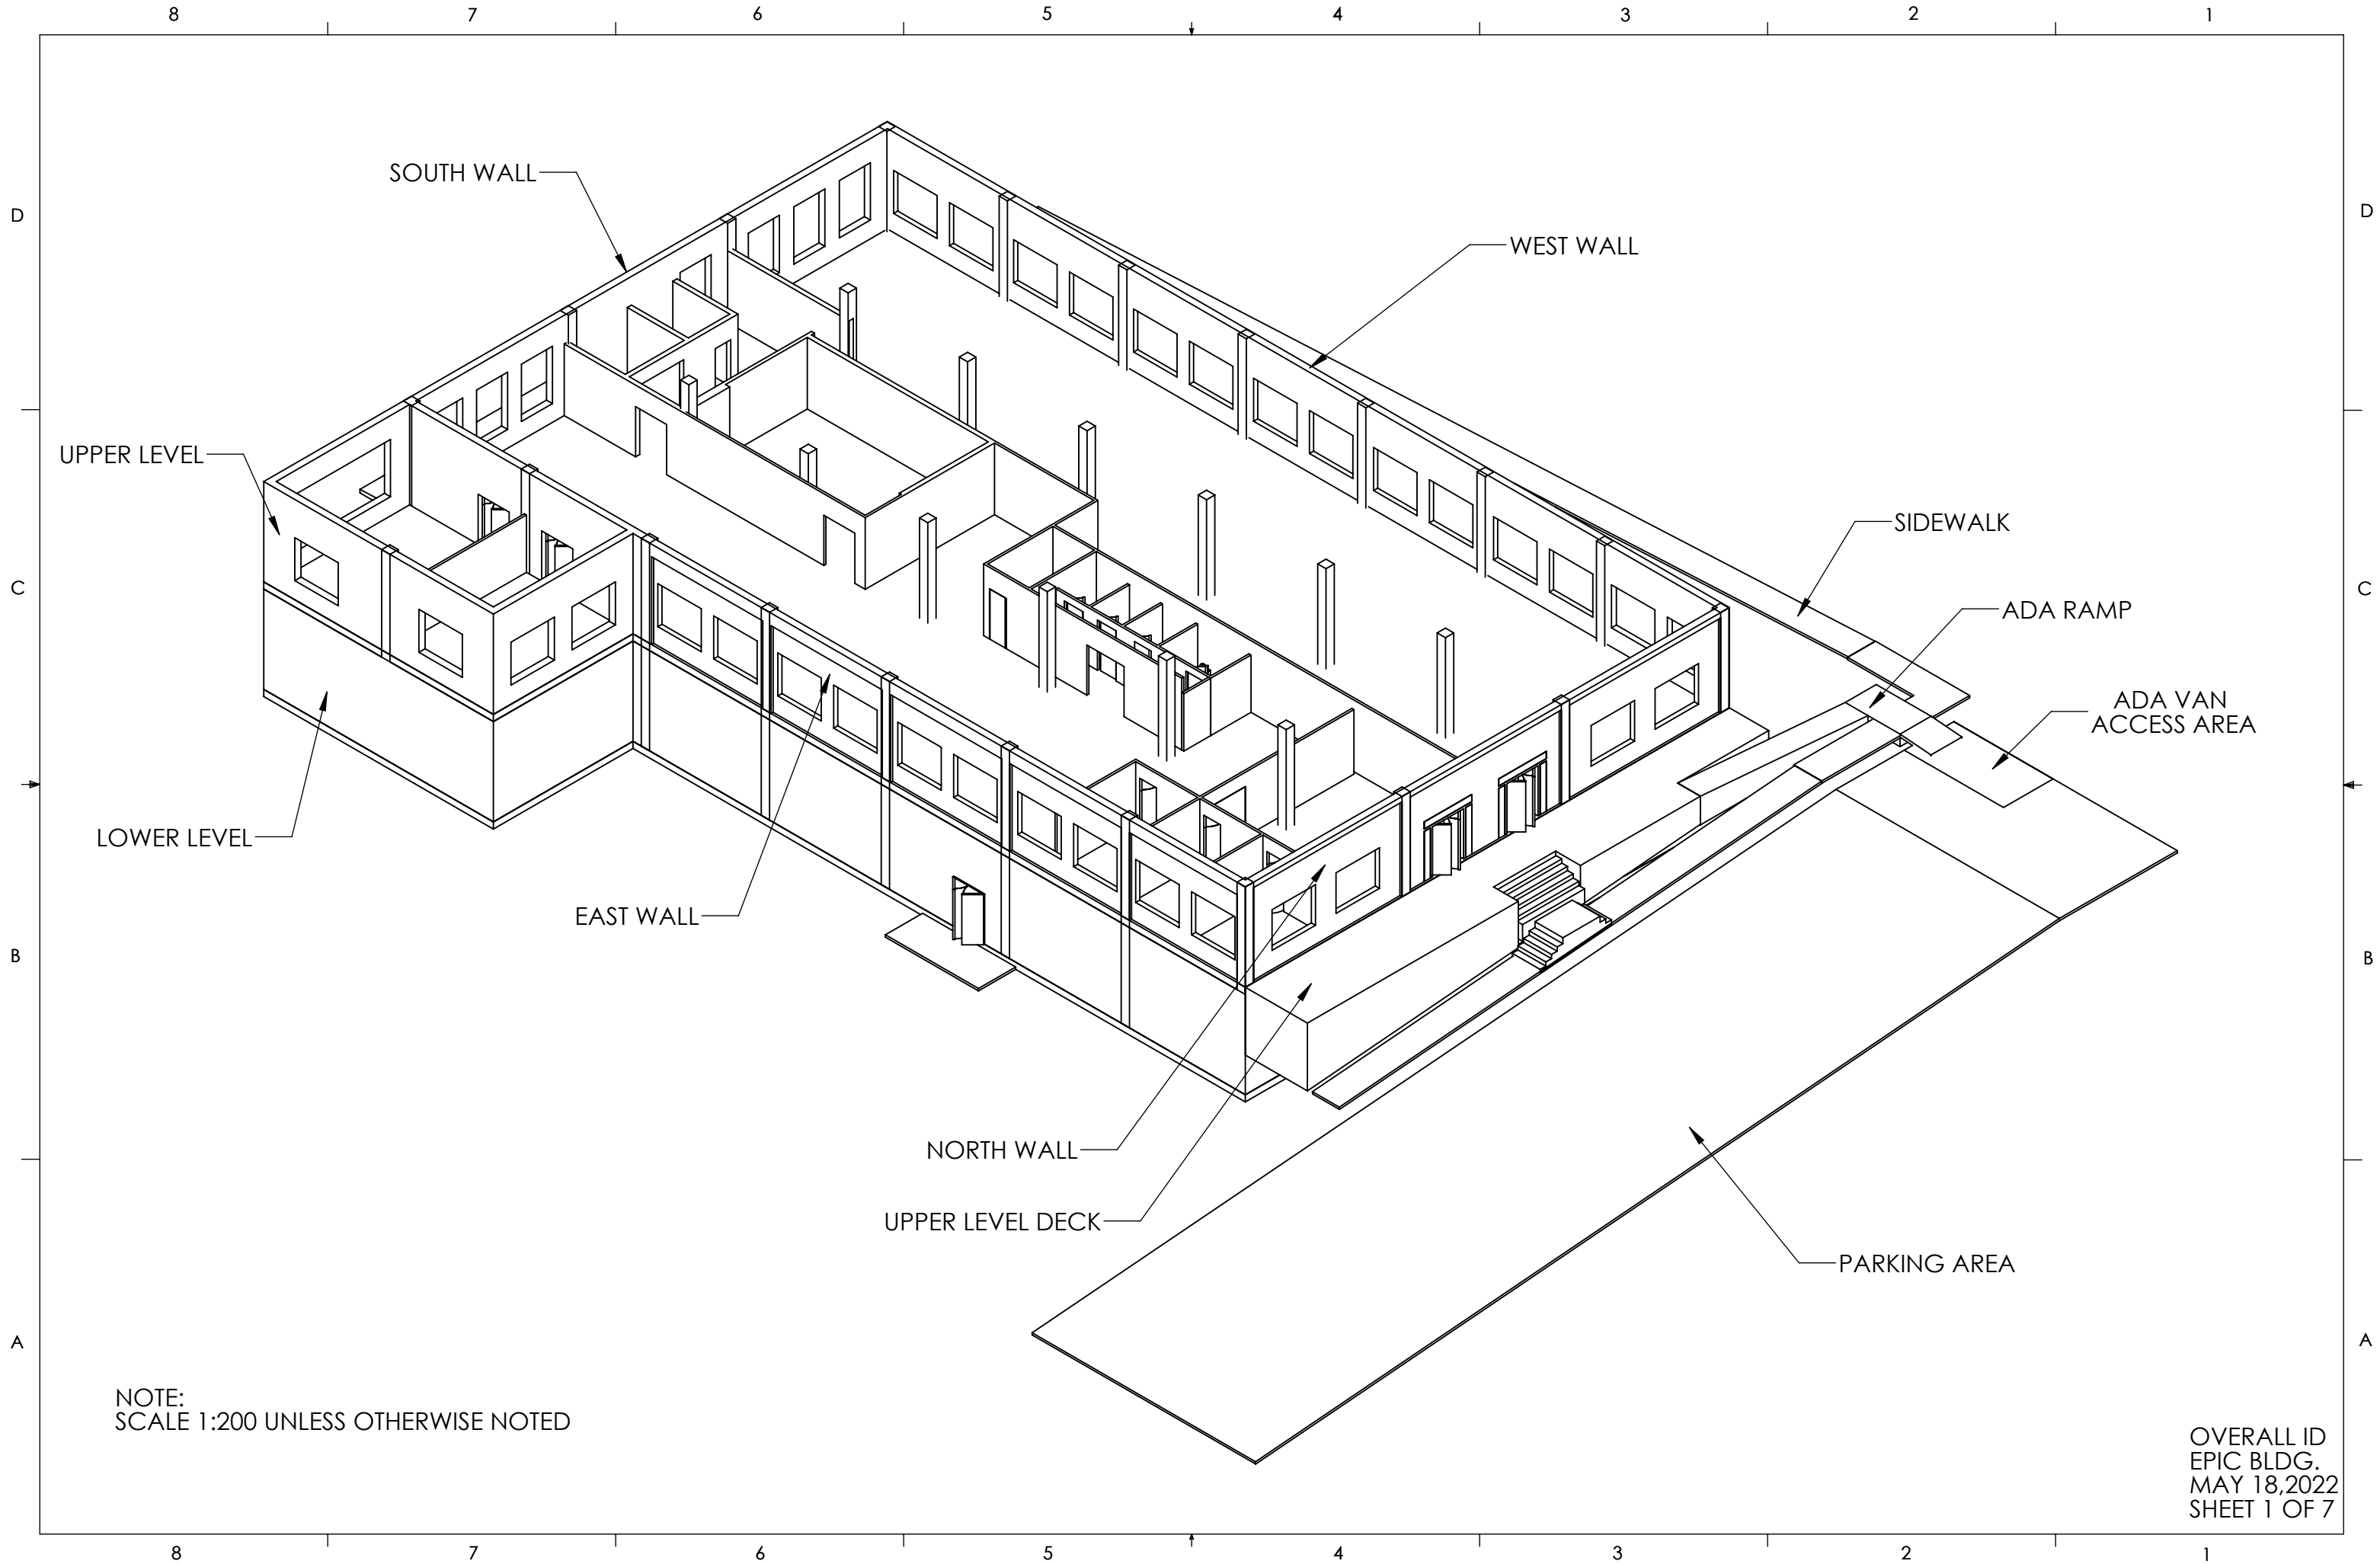 8 7 6 5 4 3 2 1
SOUTH WALL
D D
WEST WALL
UPPER LEVEL
SIDEWALK
C C
ADA RAMP
ADA VAN
ACCESS AREA
LOWER LEVEL
EAST WALL
B B
NORTH WALL
UPPER LEVEL DECK
PARKING AREA
A A
NOTE:
SCALE 1:200 UNLESS OTHERWISE NOTED
OVERALL ID
EPIC BLDG.
MAY 18,2022
SHEET 1 OF 7
8 7 6 5 4 3 2 1